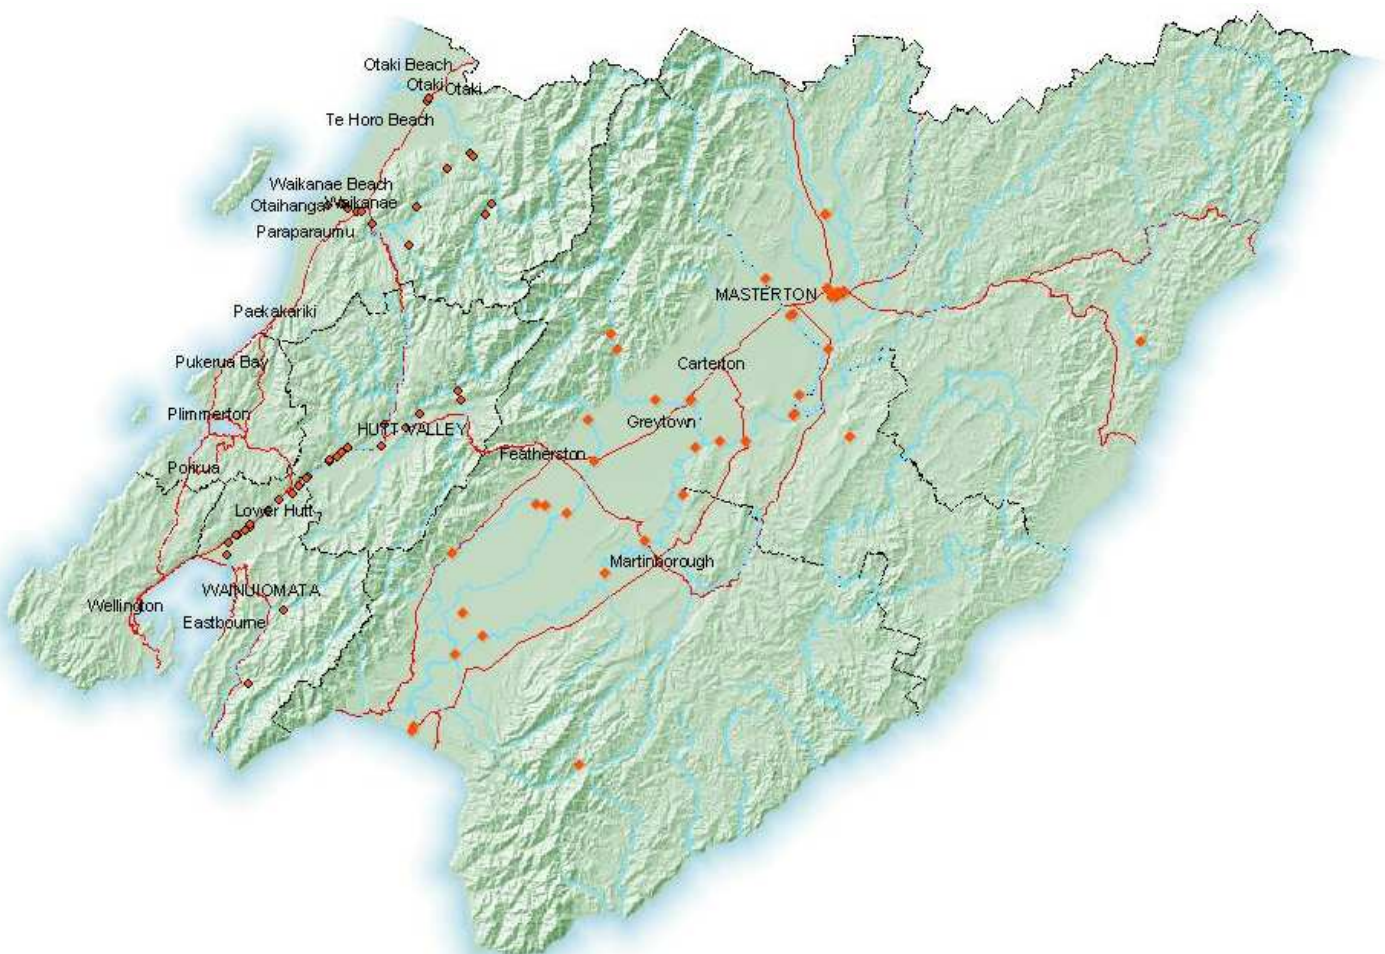 Otaki Beach
Otaki Otaki
Te Horo Beach
Waikanae Beach
Otaihanga Waikanae
Paraparaumu
MASTERTON
Paekakariki
Pukerua Bay
Carterton
Plimmerton
Greytown
HUTT VALLEY
Featherston
Porirua
Lower Hutt
Martinborough
WAINUIOMATA
Wellington
Eastbourne